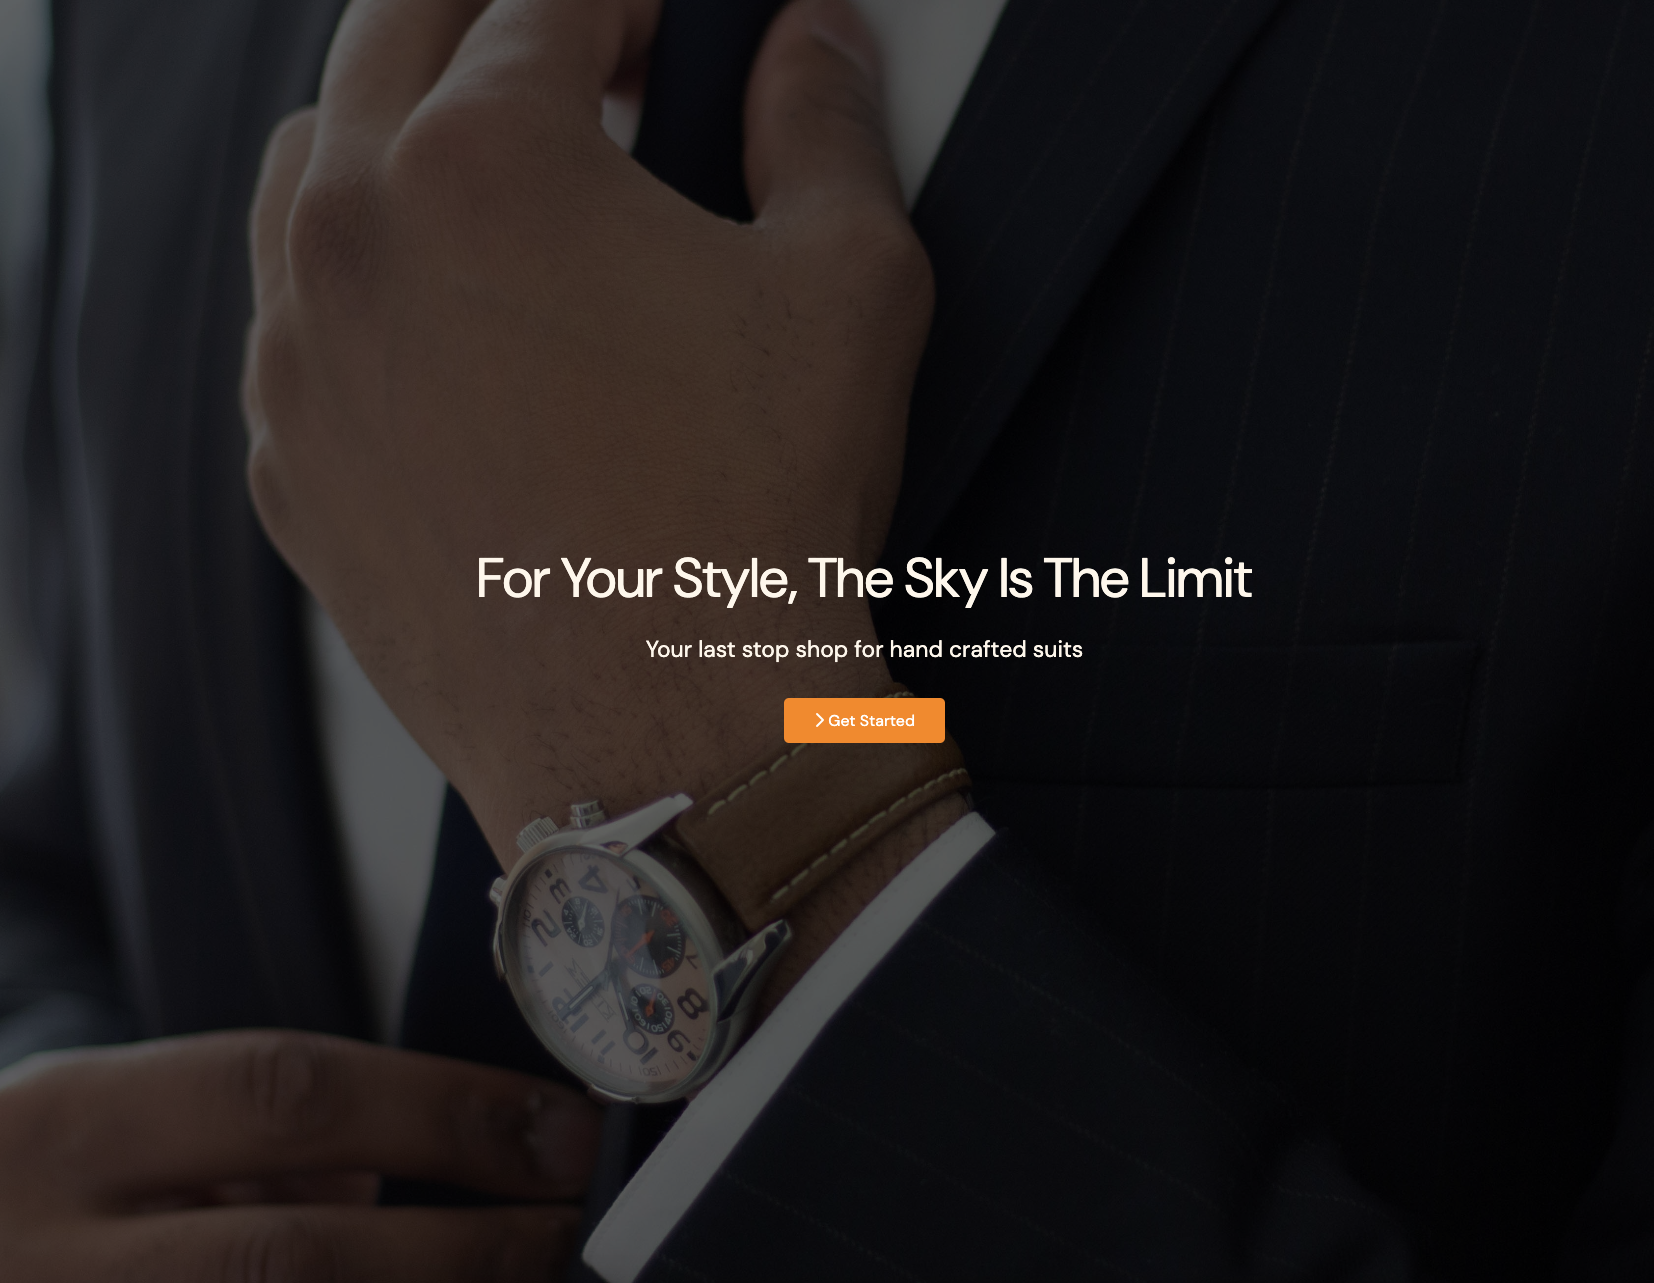 For Your Style, The Sky Is The Limit
Your last stop shop for hand crafted suits
Get Started